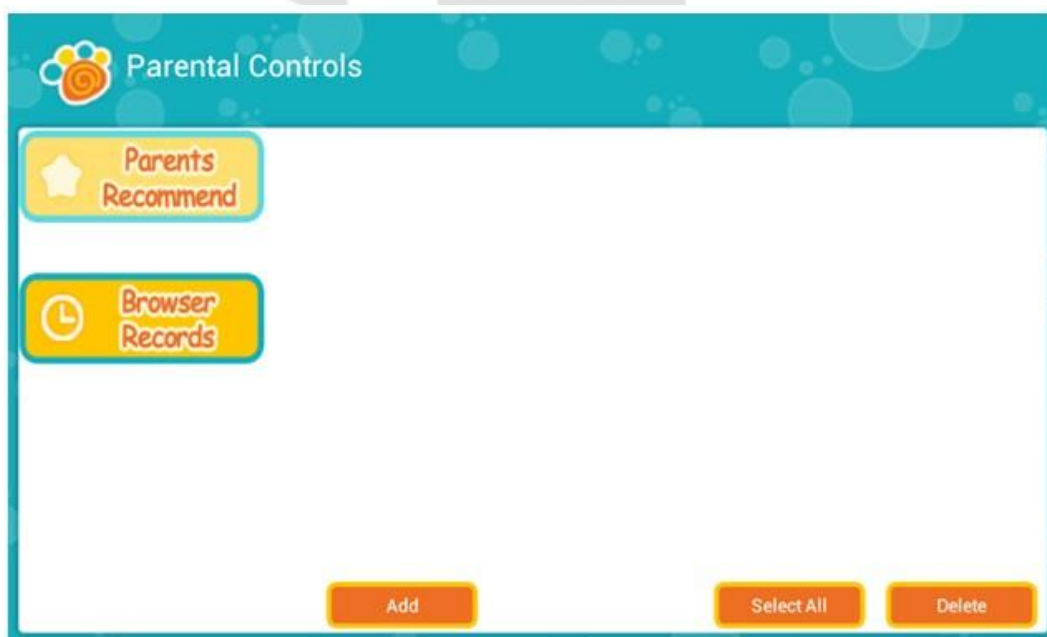 Parental Controls
Parents
Recommend
Browser
Records
Add
Select All
Delete